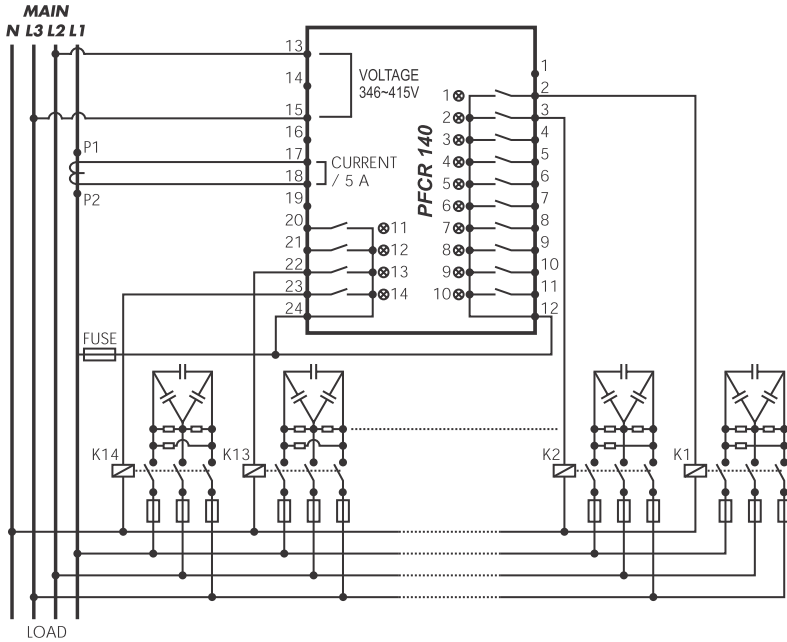 MAIN
N L3 L2 L1
13
14
15
16
17
18
19
20
21
22
23
24
VOLTAGE
346~415V
CURRENT
/ 5 A
P1
P2
PFCR 140
1
2
3
4
5
6
7
8
9
10
11
12
13
14
1
2
3
4
5
6
7
8
9
10
11
12
FUSE
K14
K13
K2
K1
LOAD